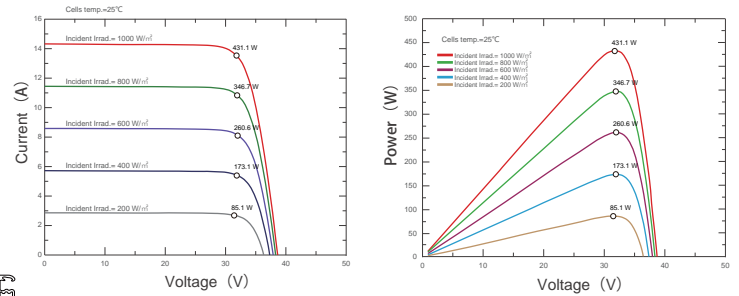 Cells temp.=25℃
16
14
12
10
8
6
4
2
0
Current（A）
Incident Irrad.= 1000 W/㎡
431.1 W
Incident Irrad.= 800 W/㎡
346.7 W
Incident Irrad.= 600 W/㎡
260.6 W
Incident Irrad.= 400 W/㎡
173.1 W
Incident Irrad.= 200 W/㎡
85.1 W
0
10
20
30
40
50
Voltage（V）
500
450
400
350
300
250
200
150
100
50
0
Power（W）
Cells temp.=25℃
Incident Irrad.= 1000 W/㎡
Incident Irrad.= 800 W/㎡
Incident Irrad.= 600 W/㎡
Incident Irrad.= 400 W/㎡
Incident Irrad.= 200 W/㎡
431.1 W
346.7 W
260.6 W
173.1 W
85.1 W
0
10
20
30
40
50
Voltage（V）